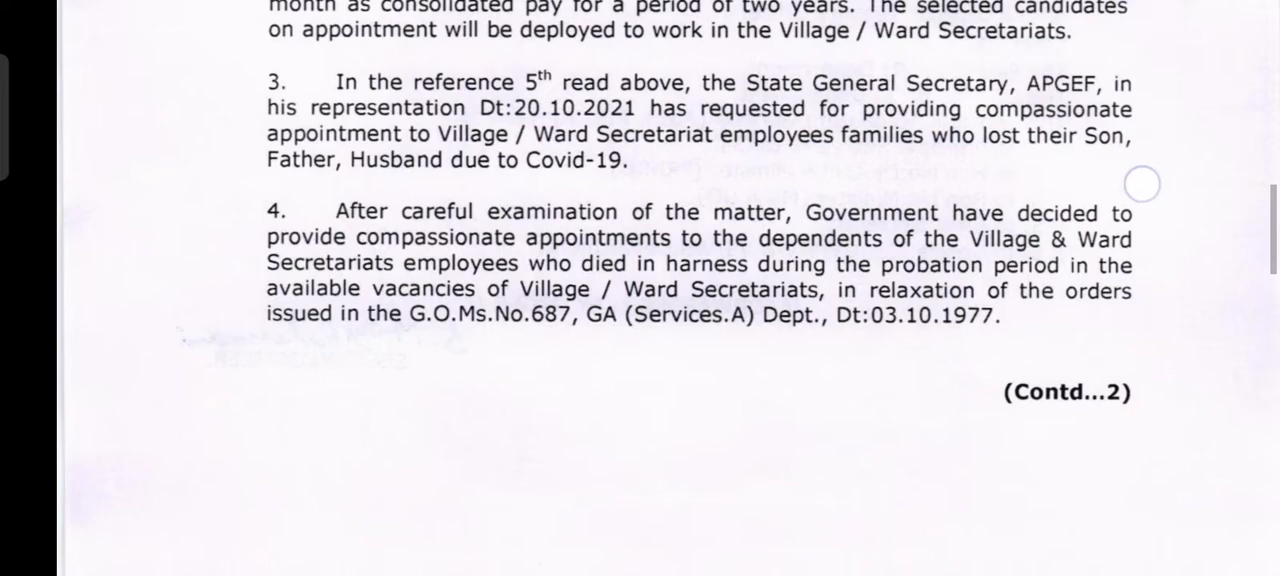 month as consolidated pay for a period of two years. The selected candidates
on appointment will be deployed to work in the Village / Ward Secretariats.
3. In the reference 5th read above, the State General Secretary, APGEF, in
his representation Dt:20.10.2021 has requested for providing compassionate
appointment to Village / Ward Secretariat employees families who lost their Son,
Father, Husband due to Covid-19.
4. After careful examination of the matter, Government have decided to
provide compassionate appointments to the dependents of the Village & Ward
Secretariats employees who died in harness during the probation period in the
available vacancies of Village / Ward Secretariats, in relaxation of the orders
issued in the G.O.Ms.No.687, GA (Services.A) Dept., Dt:03.10.1977.
(Contd...2)